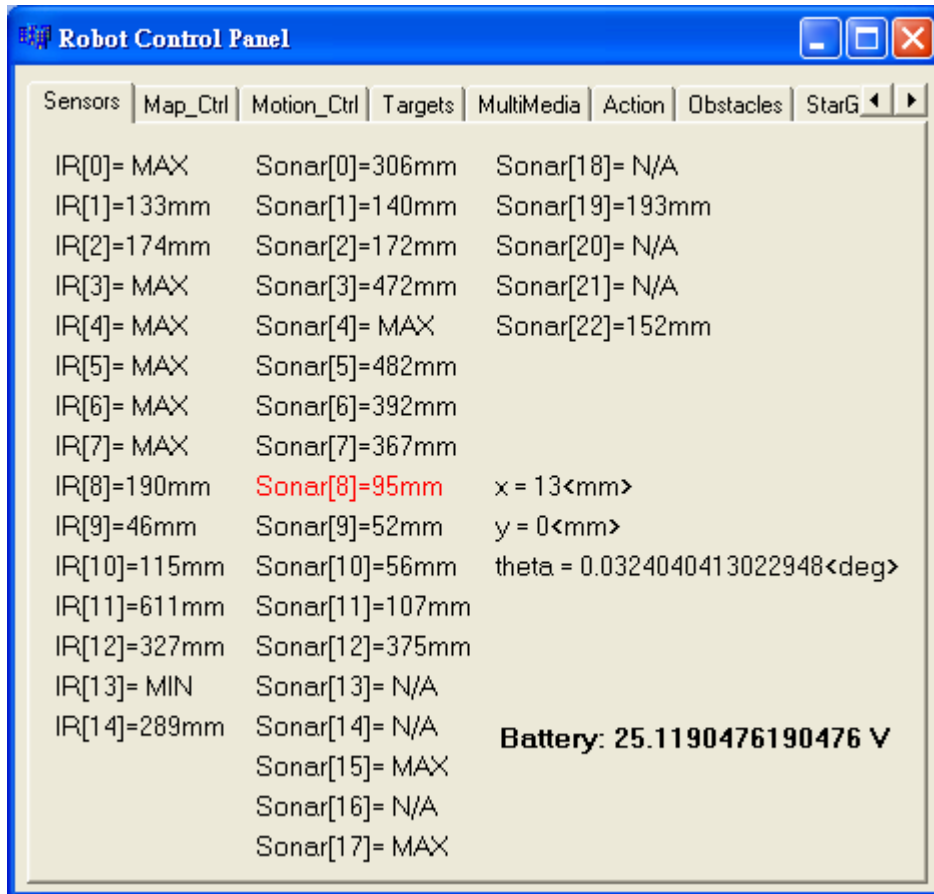 Robot Control Panel
Sensors Map_Ctrl Motion_Ctrl Targets MultiMedia Action Obstacles StarG
IR[0]= MAX Sonar[0]=306mm Sonar[18]= N/A
IR[1]=133mm Sonar[1]=140mm Sonar[19]=193mm
IR[2]=174mm Sonar[2]=172mm Sonar[20]= N/A
IR[3]= MAX Sonar[3]=472mm Sonar[21]= N/A
IR[4]= MAX Sonar[4]= MAX Sonar[22]=152mm
IR[5]= MAX Sonar[5]=482mm
IR[6]= MAX Sonar[6]=392mm
IR[7]= MAX Sonar[7]=367mm
IR[8]=190mm Sonar[8]=95mm x = 13<mm>
IR[9]=46mm Sonar[9]=52mm y = 0<mm>
IR[10]=115mm Sonar[10]=56mm theta = 0.0324040413022948<deg>
IR[11]=611mm Sonar[11]=107mm
IR[12]=327mm Sonar[12]=375mm
IR[13]= MIN Sonar[13]= N/A
IR[14]=289mm Sonar[14]= N/A Battery: 25.1190476190476 V
Sonar[15]= MAX
Sonar[16]= N/A
Sonar[17]= MAX